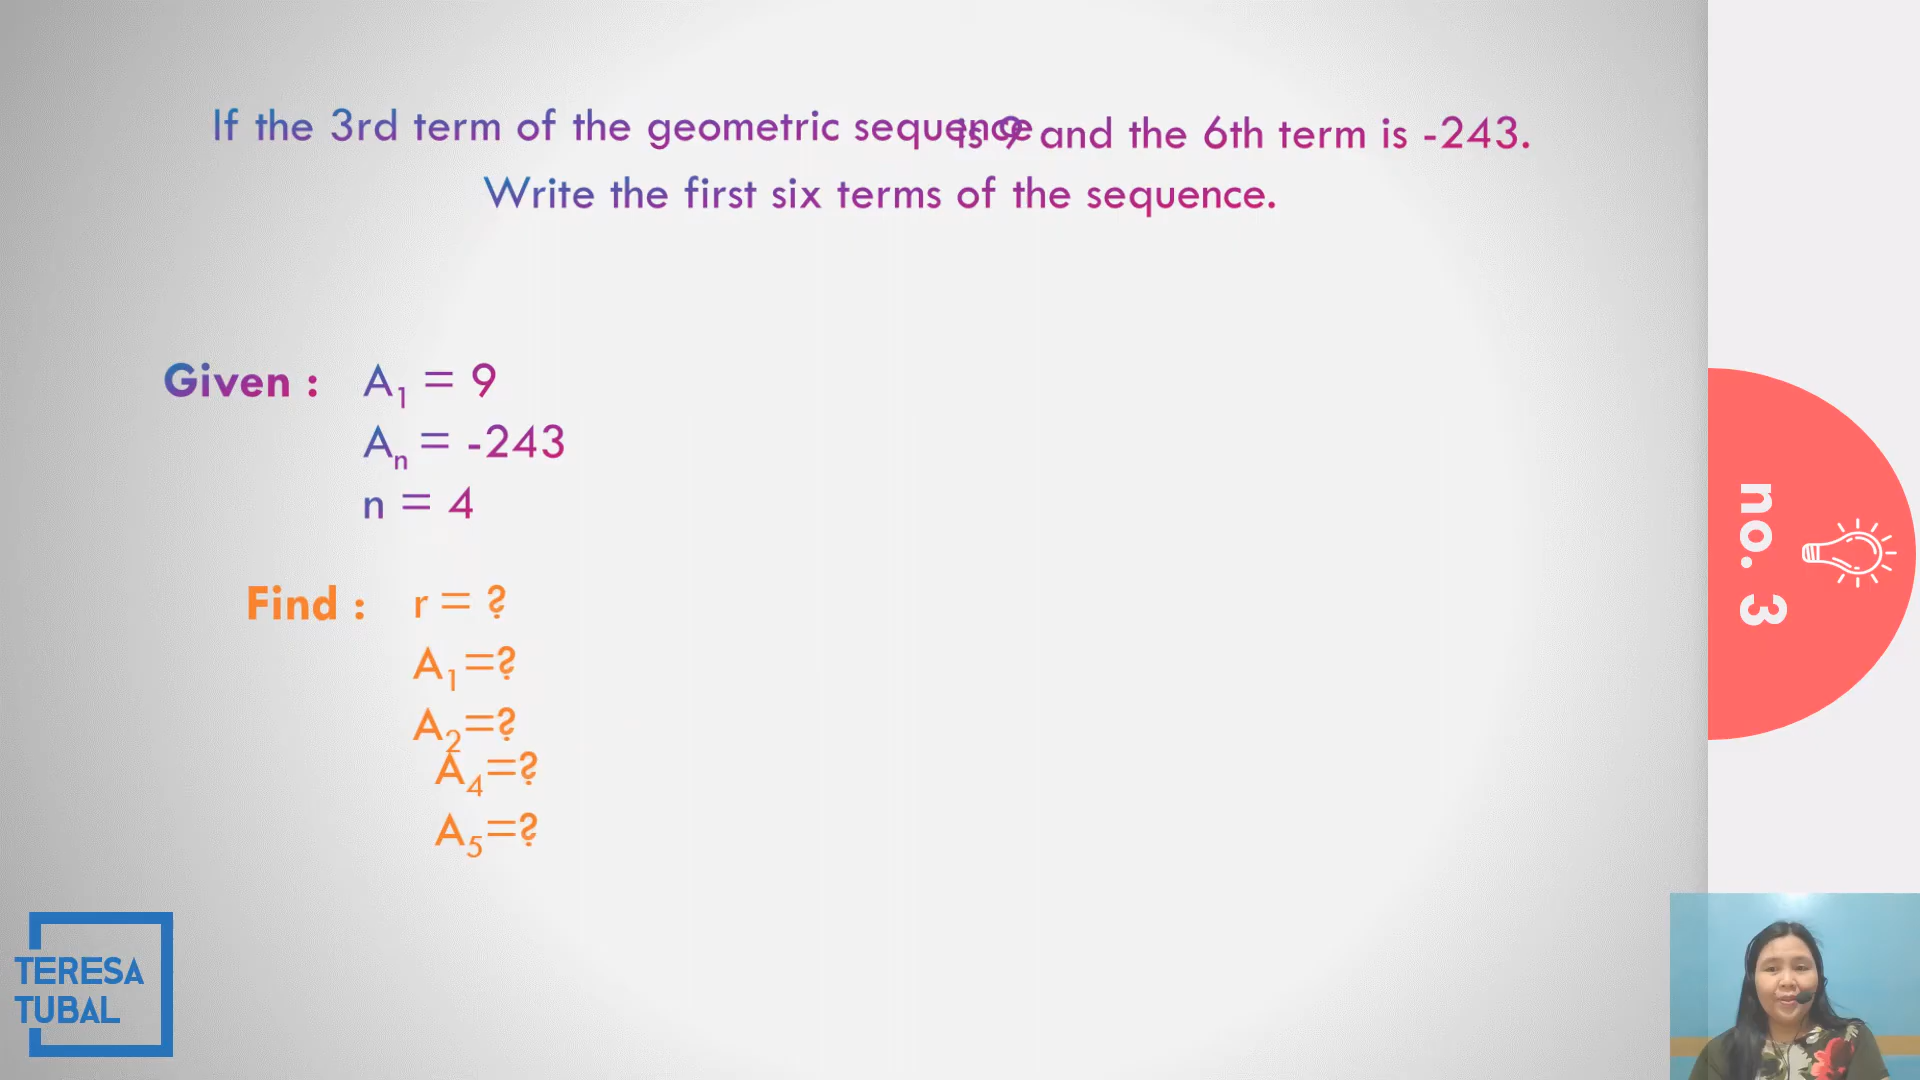 If the 3rd term of the geometric sequence is 9 and the 6th term is -243.
Write the first six terms of the sequence.
Given : A₁ = 9
Aₙ = -243
n = 4
Find : r = ?
A₁=?
A₂=?
A₄=?
A₅=?
no. 3
TERESA
TUBAL